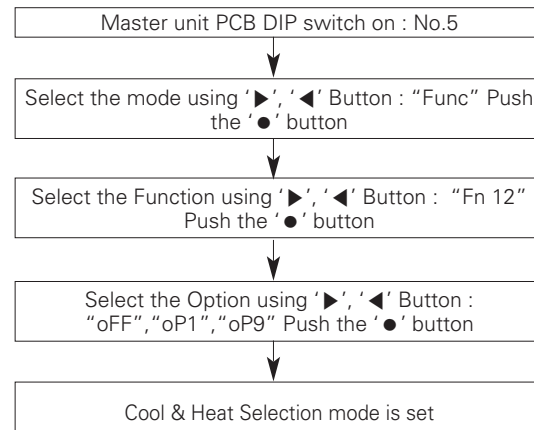 Master unit PCB DIP switch on : No.5
Select the mode using ‘▶’, ‘◀’ Button : “Func” Push
the ‘●’ button
Select the Function using ‘▶’, ‘◀’ Button :  “Fn 12”
Push the ‘●’ button
Select the Option using ‘▶’, ‘◀’ Button :
“oFF”,“oP1”,“oP9” Push the ‘●’ button
Cool & Heat Selection mode is set